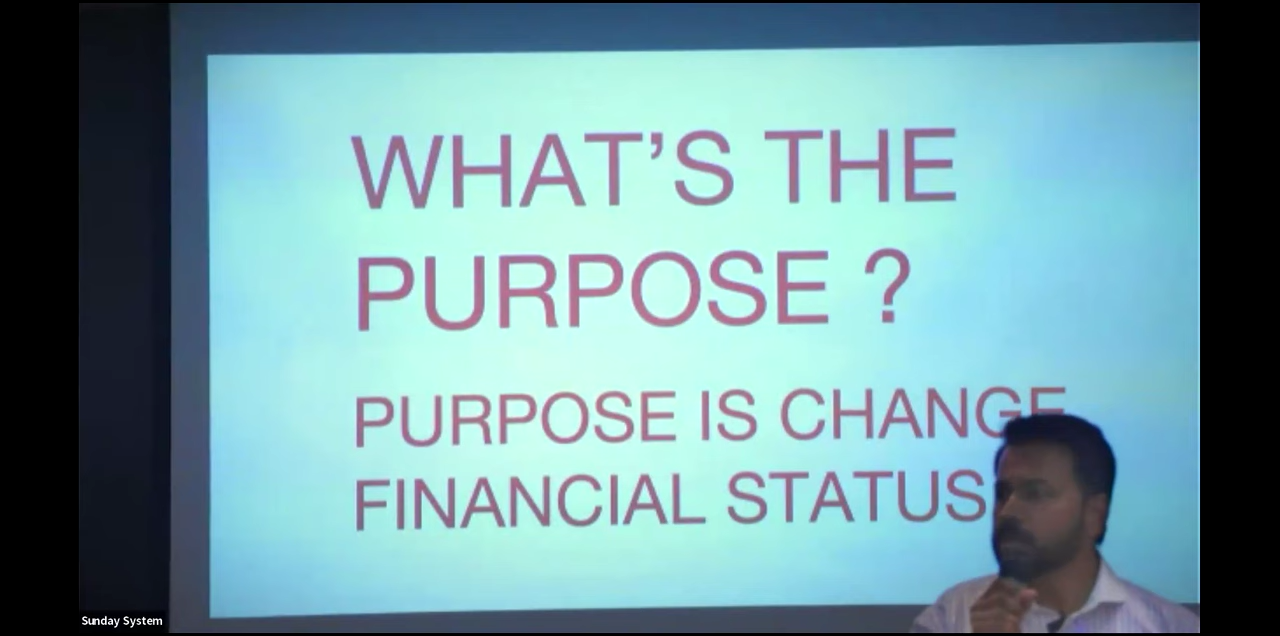 WHAT'S THE
PURPOSE ?
PURPOSE IS CHANGE
FINANCIAL STATUS
Sunday System